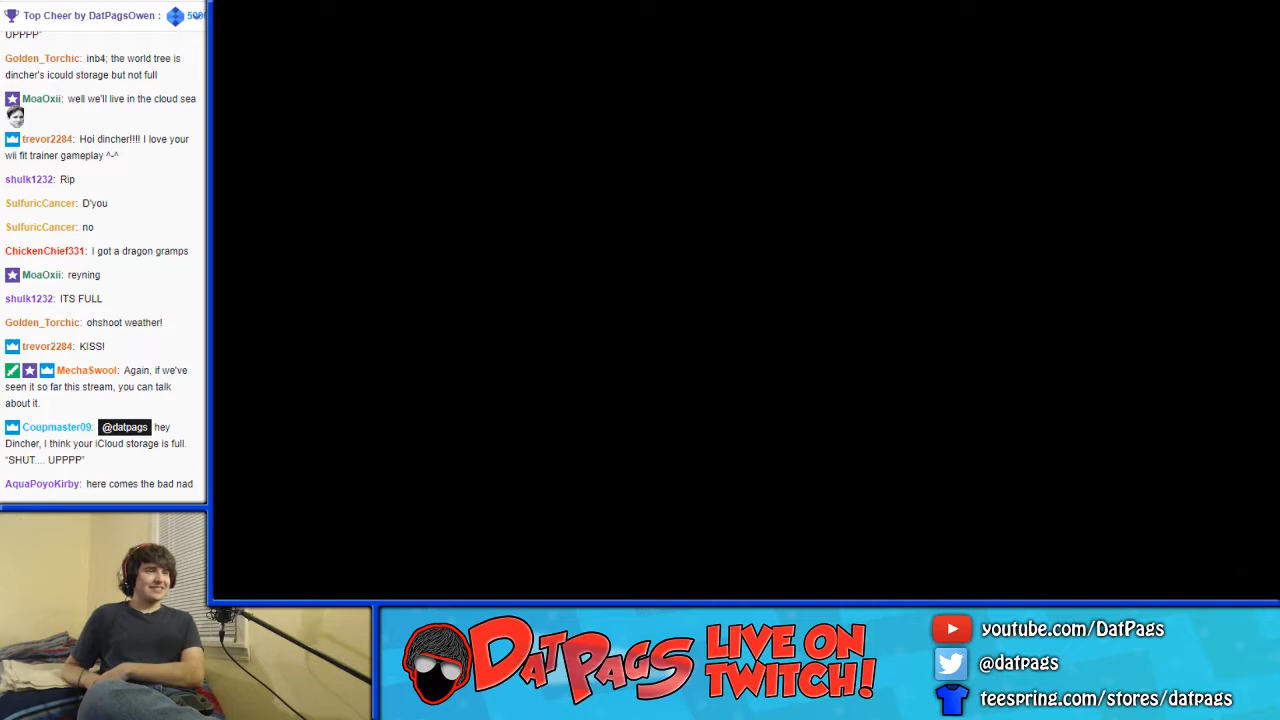 Top Cheer by DatPagsOwen :
UPPPP"
Golden_Torchic: inb4; the world tree is
dincher's icould storage but not full
MoaOxii: well we'll live in the cloud sea
trevor2284: Hoi dincher!!!! I love your
wii fit trainer gameplay ^-^
shulk1232: Rip
SulfuricCancer: D'you
SulfuricCancer: no
ChickenChief331: I got a dragon gramps
MoaOxii: reyning
shulk1232: ITS FULL
Golden_Torchic: ohshoot weather!
trevor2284: KISS!
MechaSwool: Again, if we've
seen it so far this stream, you can talk
about it.
Coupmaster09: @datpags hey
Dincher, I think your iCloud storage is full.
“SHUT.... UPPPP”
AquaPoyoKirby: here comes the bad nad
DATPAGS LIVE ON
TWITCH!
youtube.com/DatPags
@datpags
teespring.com/stores/datpags